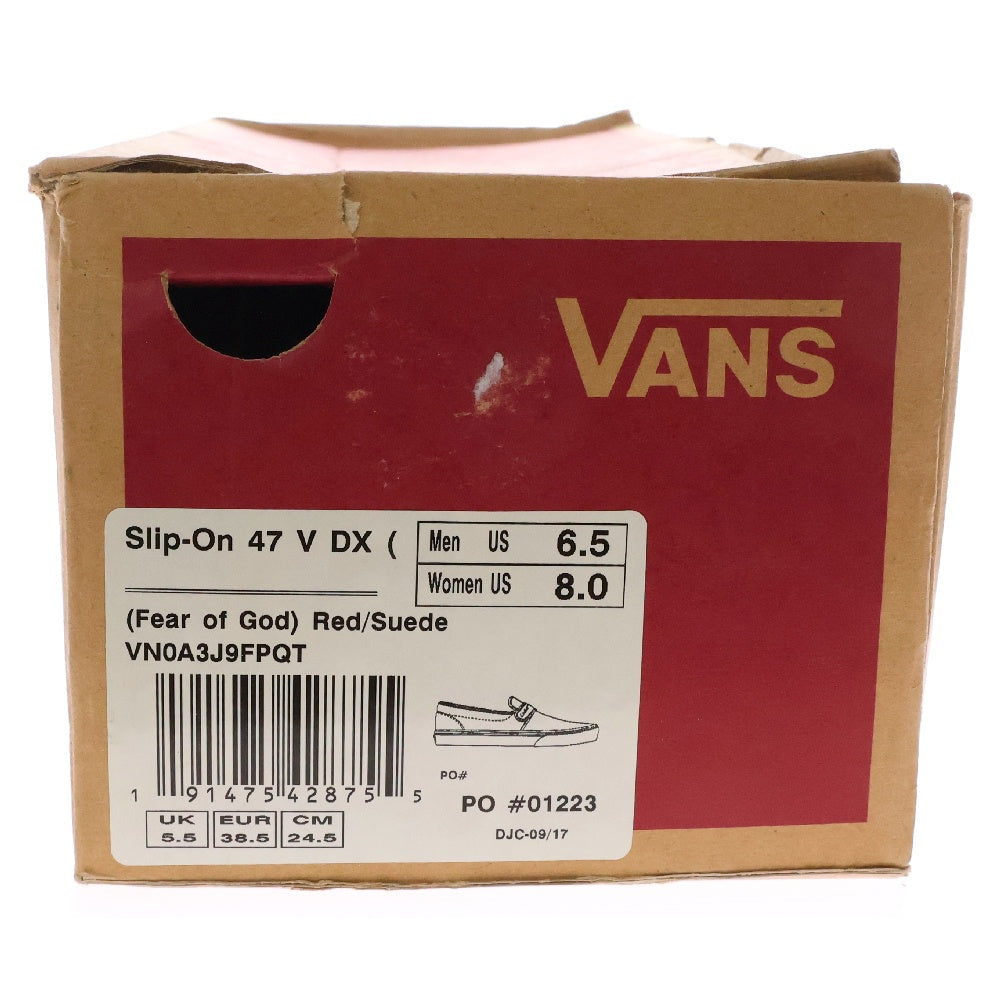 VANS
Slip-On 47 V DX (
Men US 6.5
Women US 8.0
(Fear of God) Red/Suede
VN0A3J9FPQT
1 91475 42875 5
PO#
PO #01223
UK EUR CM
5.5 38.5 24.5
DJC-09/17